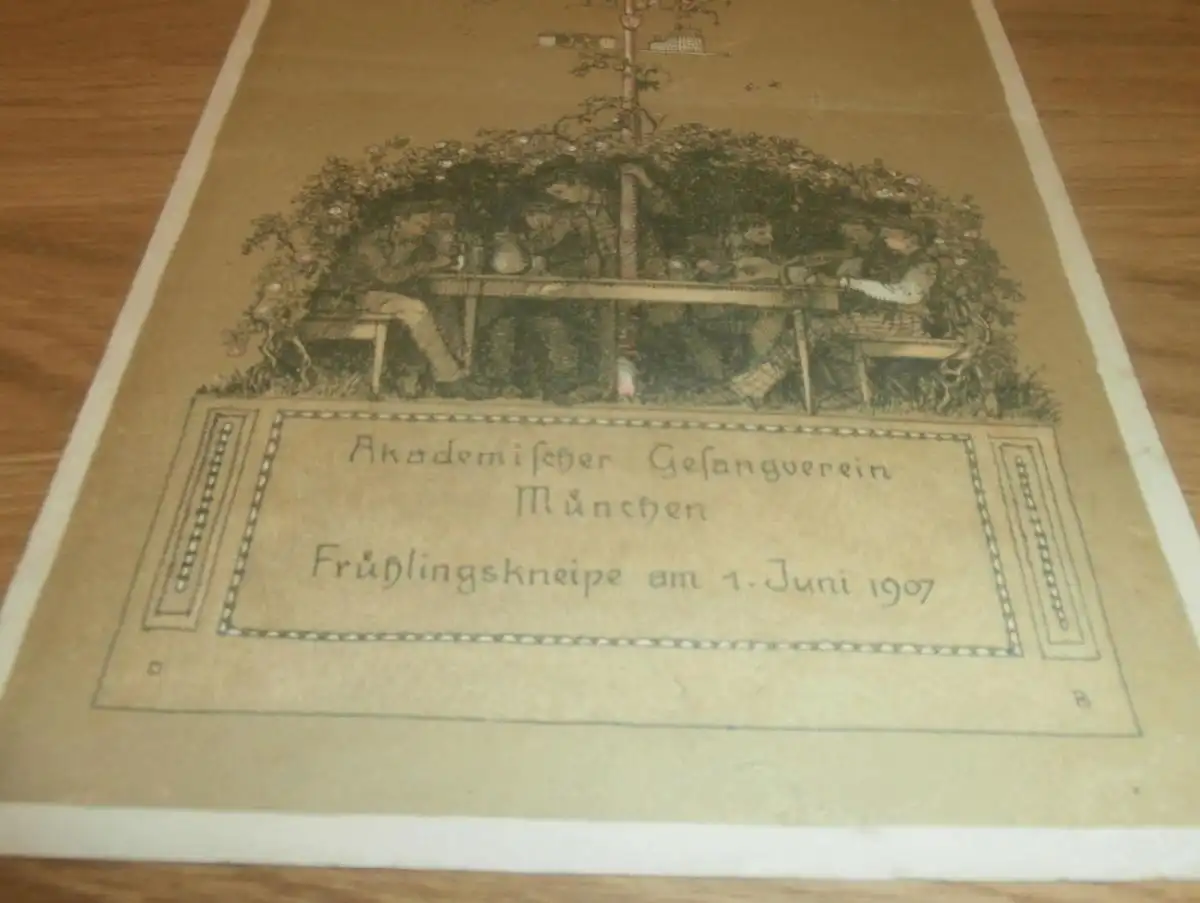 Akademiſcher Geſangverein
München
Frühlingskneipe am 1. Juni 1907
O B